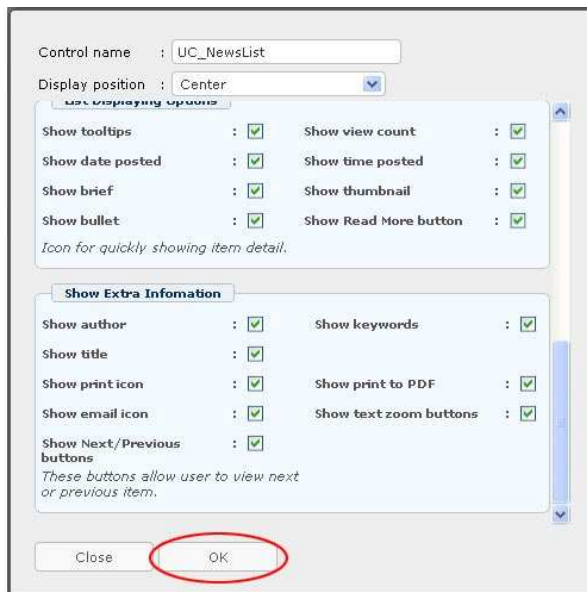 Control name : UC_NewsList
Display position : Center
List Displaying Options
Show tooltips : Show view count :
Show date posted : Show time posted :
Show brief : Show thumbnail :
Show bullet : Show Read More button :
Icon for quickly showing item detail.
Show Extra Infomation
Show author : Show keywords :
Show title :
Show print icon : Show print to PDF :
Show email icon : Show text zoom buttons :
Show Next/Previous :
buttons
These buttons allow user to view next
or previous item.
Close OK